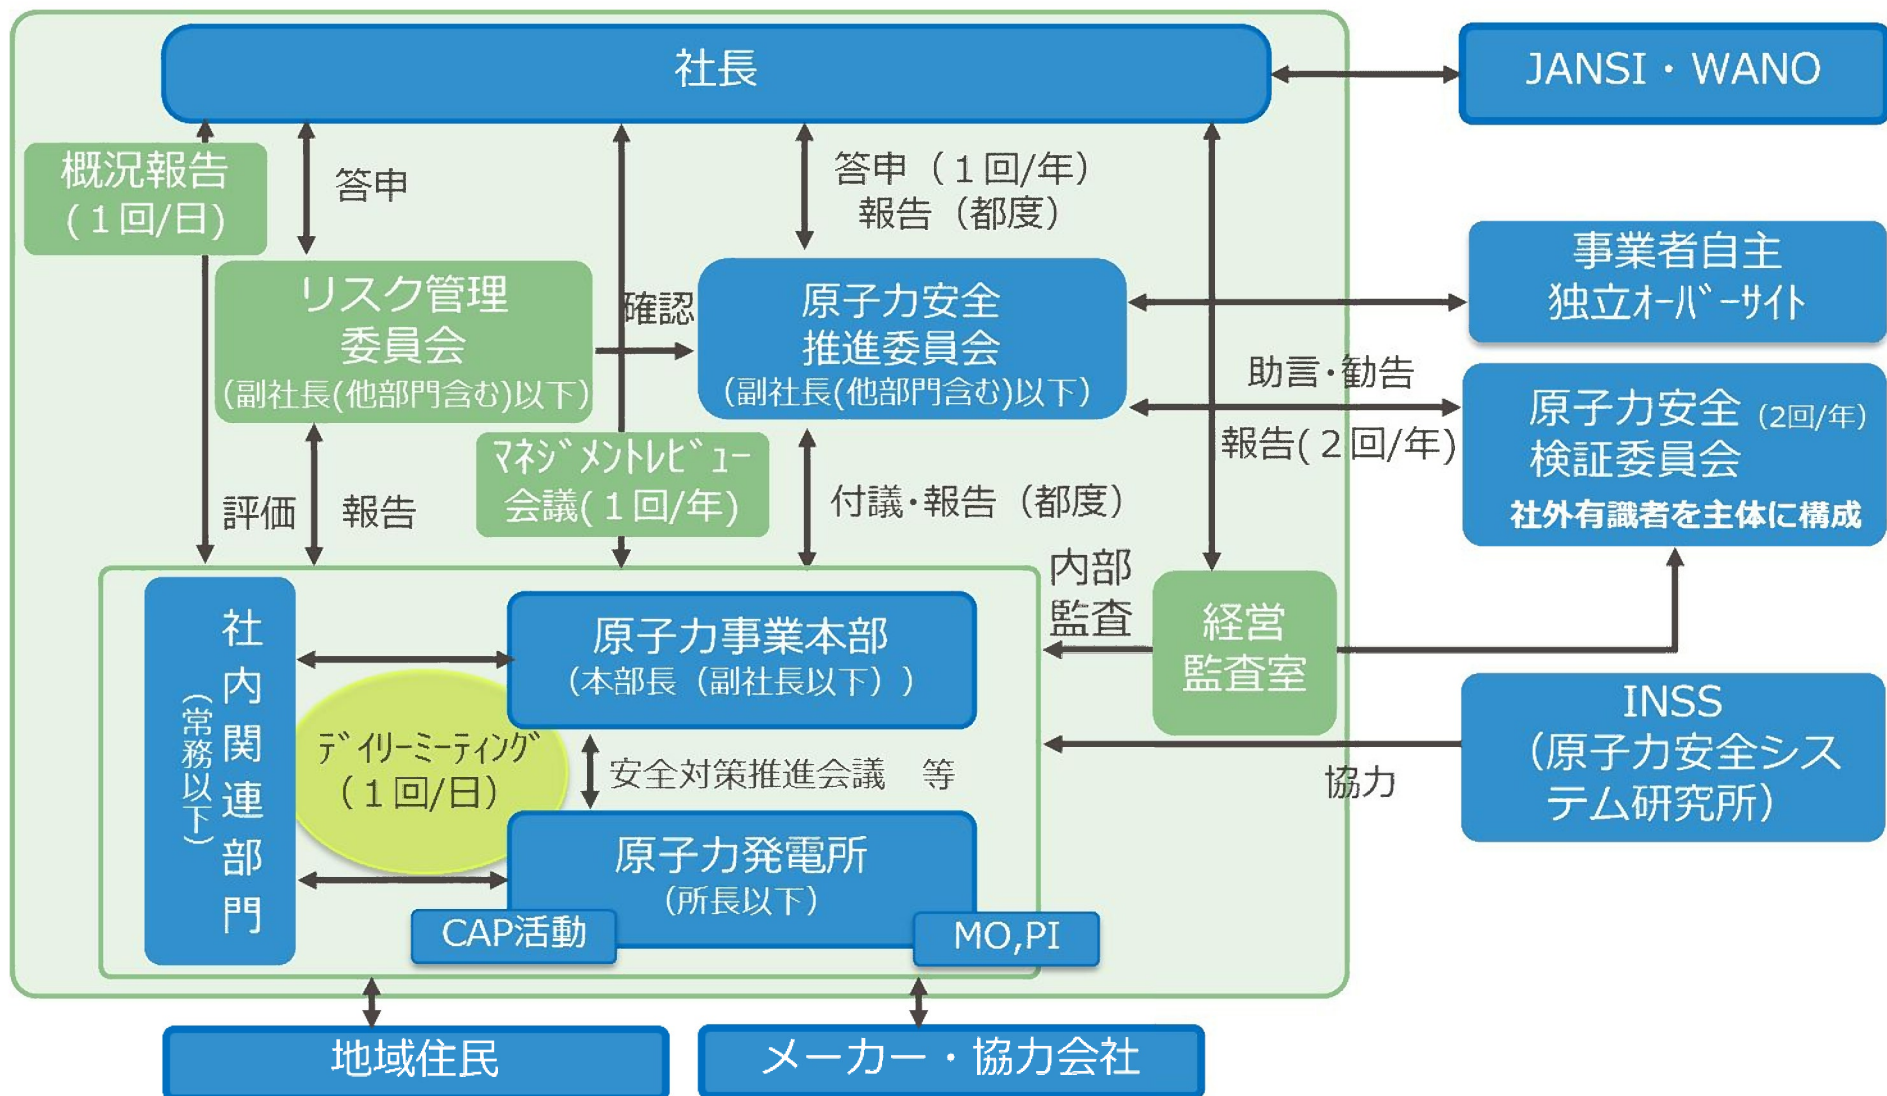 社長
JANSI・WANO
概況報告
(１回/日)
答申
答申（１回/年）
報告（都度）
事業者自主
独立ｵｰﾊﾞｰｻｲﾄ
リスク管理
委員会
（副社長(他部門含む)以下）
確認
原子力安全
推進委員会
（副社長(他部門含む)以下）
助言・勧告
報告(２回/年)
原子力安全（2回/年）
検証委員会
社外有識者を主体に構成
ﾏﾈｼﾞﾒﾝﾄﾚﾋﾞｭｰ
会議(１回/年)
評価
報告
付議・報告（都度）
内部
監査
経営
監査室
社内関連部門
（常務以下）
原子力事業本部
（本部長（副社長以下））
ﾃﾞｲﾘｰﾐｰﾃｨﾝｸﾞ
（１回/日）
安全対策推進会議　等
INSS
（原子力安全シス
テム研究所）
協力
原子力発電所
（所長以下）
CAP活動
MO,PI
地域住民
メーカー・協力会社